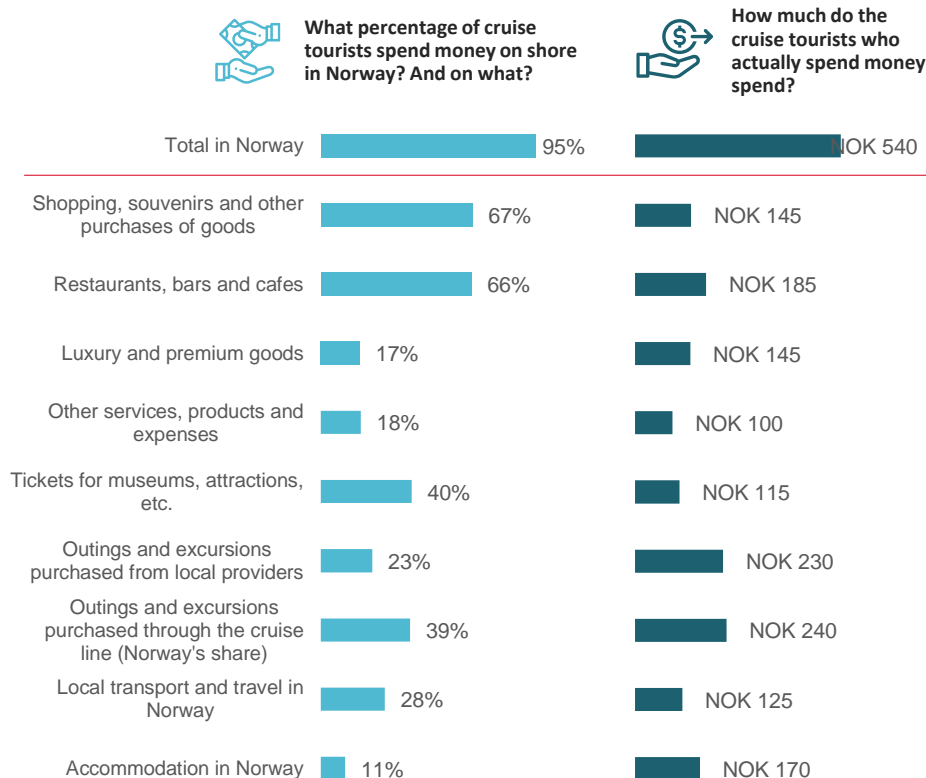 What percentage of cruise
tourists spend money on shore
in Norway? And on what?
How much do the
cruise tourists who
actually spend money
spend?
Total in Norway 95% NOK 540
Shopping, souvenirs and other
purchases of goods 67% NOK 145
Restaurants, bars and cafes 66% NOK 185
Luxury and premium goods 17% NOK 145
Other services, products and
expenses 18% NOK 100
Tickets for museums, attractions,
etc. 40% NOK 115
Outings and excursions
purchased from local providers 23% NOK 230
Outings and excursions
purchased through the cruise
line (Norway's share) 39% NOK 240
Local transport and travel in
Norway 28% NOK 125
Accommodation in Norway 11% NOK 170